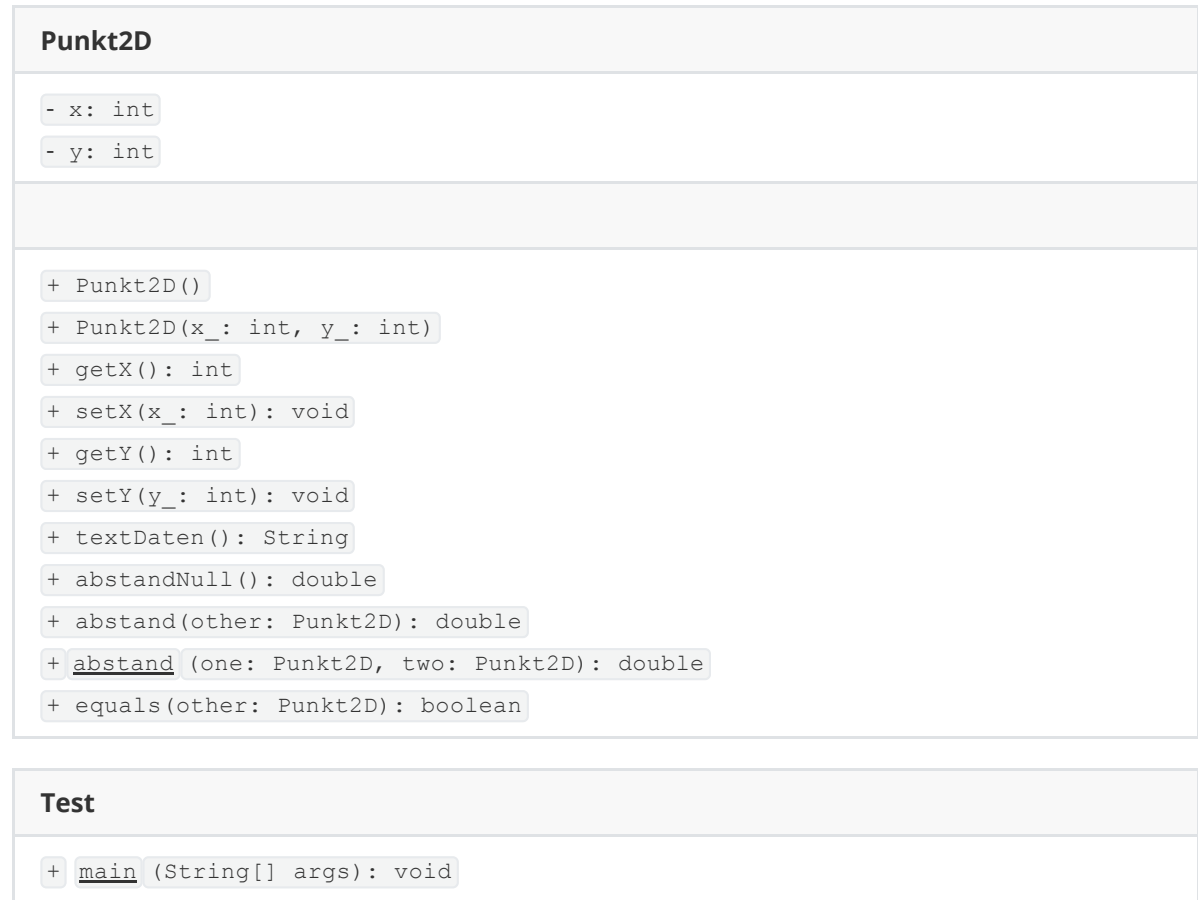 Punkt2D
- x: int
- y: int
+ Punkt2D()
+ Punkt2D(x_: int, y_: int)
+ getX(): int
+ setX(x_: int): void
+ getY(): int
+ setY(y_: int): void
+ textDaten(): String
+ abstandNull(): double
+ abstand(other: Punkt2D): double
+ abstand (one: Punkt2D, two: Punkt2D): double
+ equals(other: Punkt2D): boolean
Test
+ main (String[] args): void